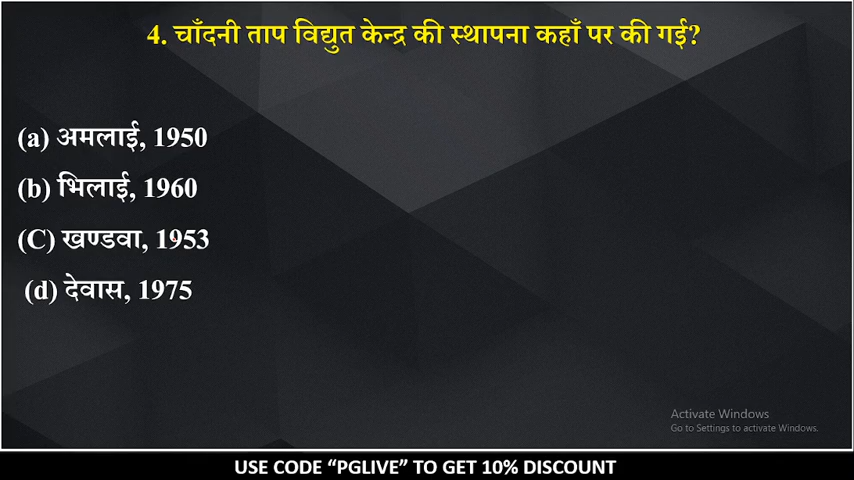 4. चाँदनी ताप विद्युत केन्द्र की स्थापना कहाँ पर की गई?
(a) अमलाई, 1950
(b) भिलाई, 1960
(C) खण्डवा, 1953
(d) देवास, 1975
Activate Windows
Go to Settings to activate Windows.
USE CODE “PGLIVE” TO GET 10% DISCOUNT